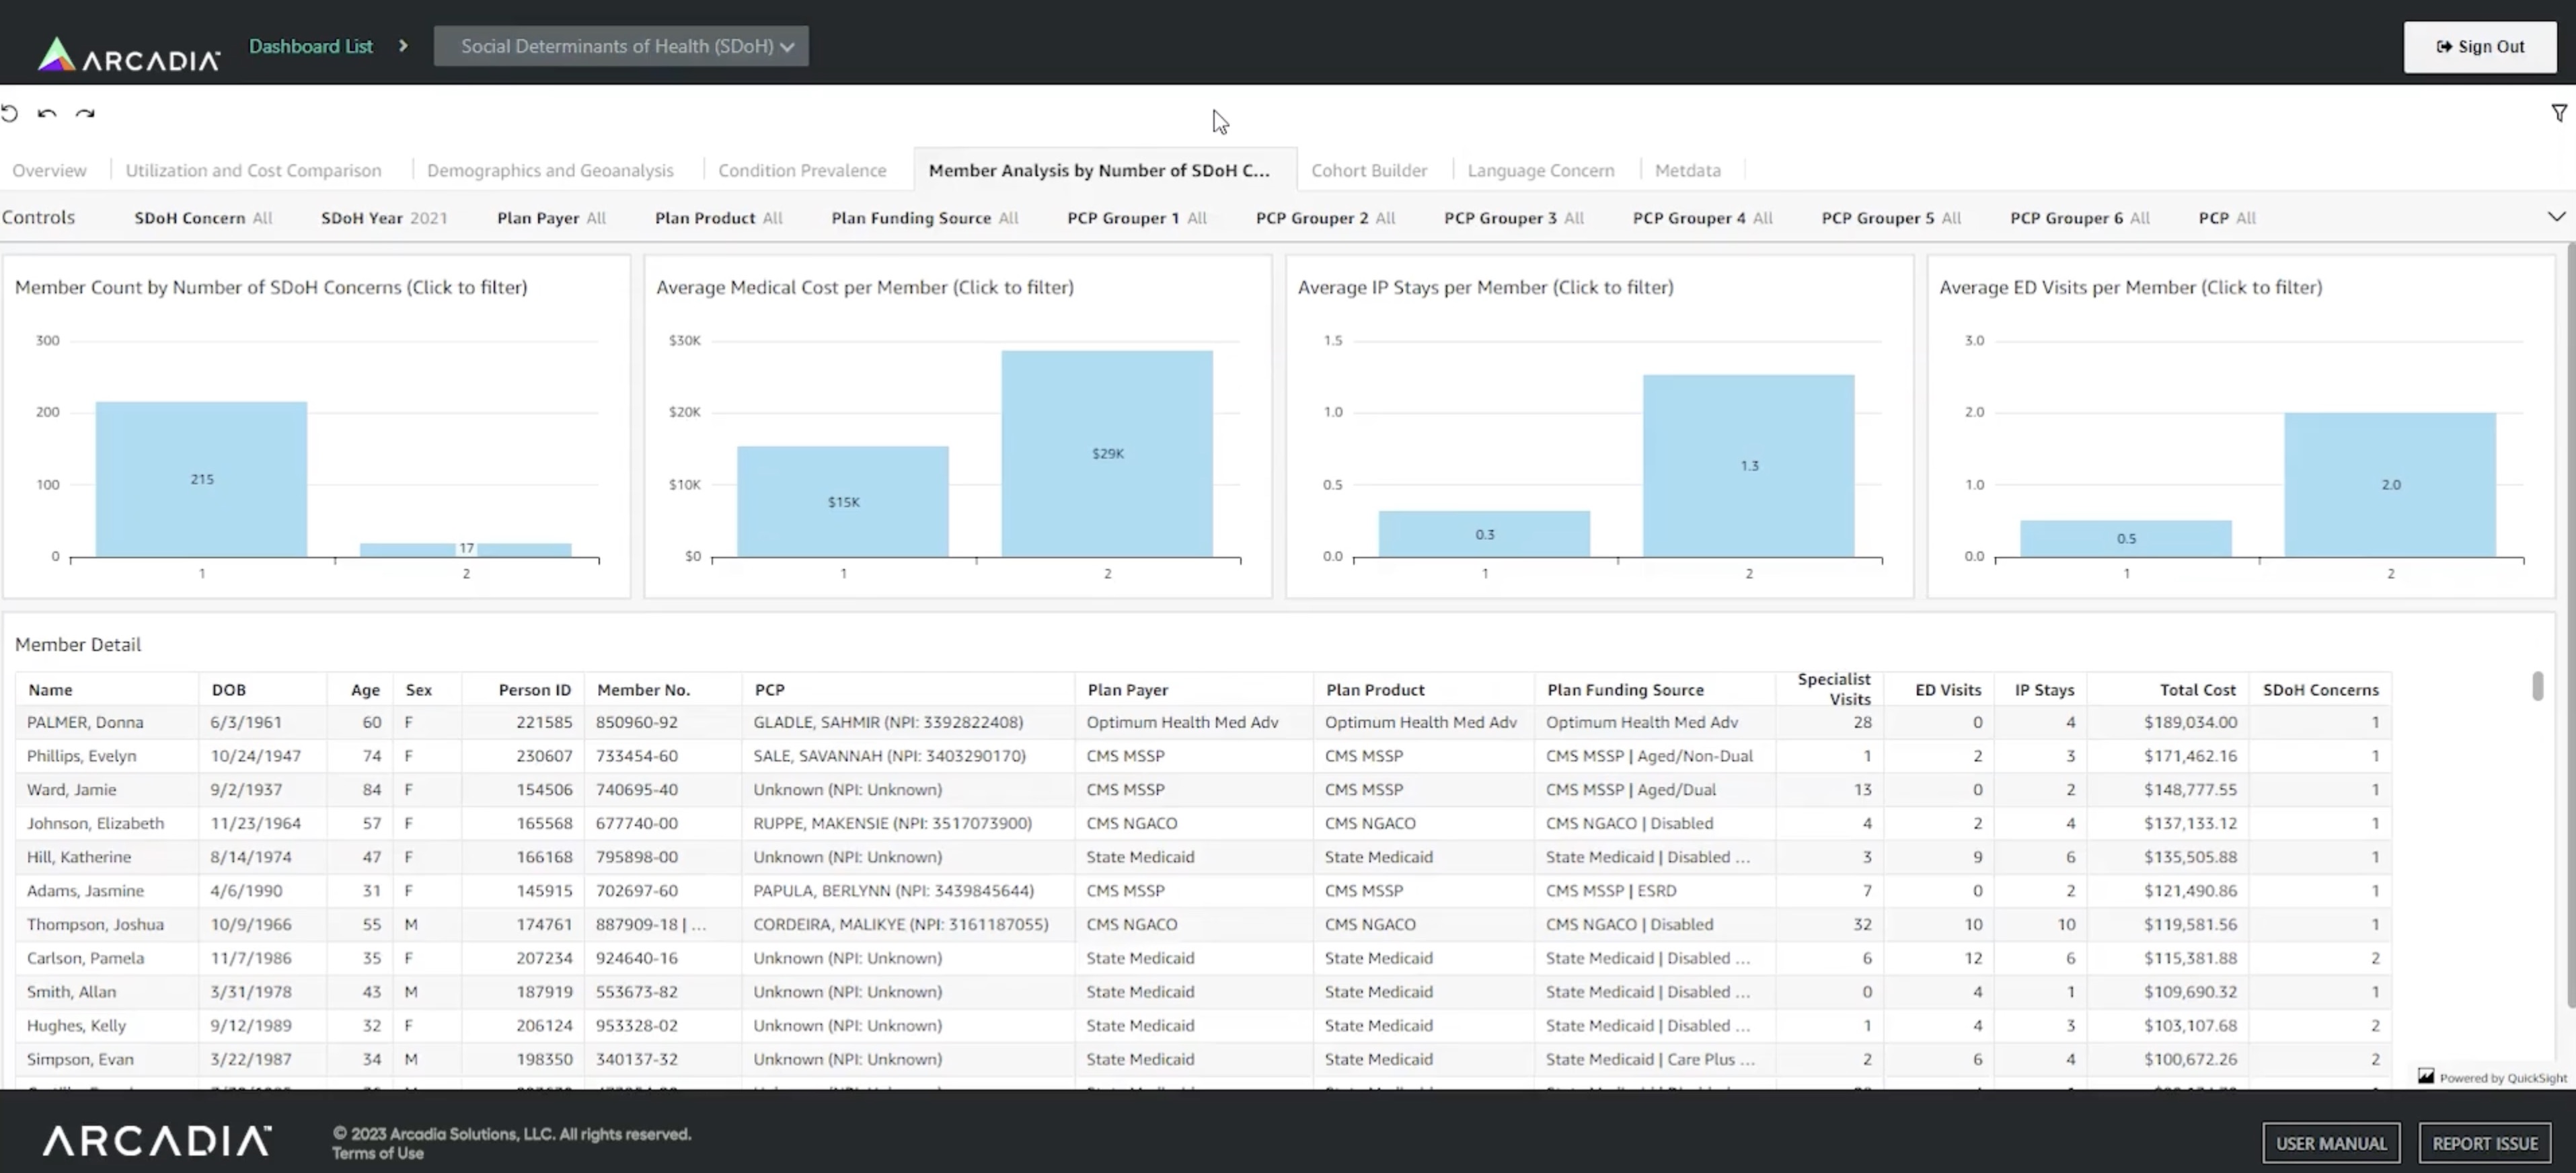 ARCADIA Dashboard List Social Determinants of Health (SDoH) Sign Out
Overview Utilization and Cost Comparison Demographics and Geoanalysis Condition Prevalence Member Analysis by Number of SDoH C... Cohort Builder Language Concern Metdata
Controls SDoH Concern All SDoH Year 2021 Plan Payer All Plan Product All Plan Funding Source All PCP Grouper 1 All PCP Grouper 2 All PCP Grouper 3 All PCP Grouper 4 All PCP Grouper 5 All PCP Grouper 6 All PCP All
Member Count by Number of SDoH Concerns (Click to filter)
300
200
100
0
215
17
1 2
Average Medical Cost per Member (Click to filter)
$30K
$20K
$10K
$0
$15K
$29K
1 2
Average IP Stays per Member (Click to filter)
1.5
1.0
0.5
0.0
0.3
1.3
1 2
Average ED Visits per Member (Click to filter)
3.0
2.0
1.0
0.0
0.5
2.0
1 2
Member Detail
Name DOB Age Sex Person ID Member No. PCP Plan Payer Plan Product Plan Funding Source Specialist Visits ED Visits IP Stays Total Cost SDoH Concerns
PALMER, Donna 6/3/1961 60 F 221585 850960-92 GLADLE, SAHMIR (NPI: 3392822408) Optimum Health Med Adv Optimum Health Med Adv Optimum Health Med Adv 28 0 4 $189,034.00 1
Phillips, Evelyn 10/24/1947 74 F 230607 733454-60 SALE, SAVANNAH (NPI: 3403290170) CMS MSSP CMS MSSP CMS MSSP | Aged/Non-Dual 1 2 3 $171,462.16 1
Ward, Jamie 9/2/1937 84 F 154506 740695-40 Unknown (NPI: Unknown) CMS MSSP CMS MSSP CMS MSSP | Aged/Dual 13 0 2 $148,777.55 1
Johnson, Elizabeth 11/23/1964 57 F 165568 677740-00 RUPPE, MAKENSIE (NPI: 3517073900) CMS NGACO CMS NGACO CMS NGACO | Disabled 4 2 4 $137,133.12 1
Hill, Katherine 8/14/1974 47 F 166168 795898-00 Unknown (NPI: Unknown) State Medicaid State Medicaid State Medicaid | Disabled ... 3 9 6 $135,505.88 1
Adams, Jasmine 4/6/1990 31 F 145915 702697-60 PAPULA, BERLYNN (NPI: 3439845644) CMS MSSP CMS MSSP CMS MSSP | ESRD 7 0 2 $121,490.86 1
Thompson, Joshua 10/9/1966 55 M 174761 887909-18 | ... CORDEIRA, MALIKYE (NPI: 3161187055) CMS NGACO CMS NGACO CMS NGACO | Disabled 32 10 10 $119,581.56 1
Carlson, Pamela 11/7/1986 35 F 207234 924640-16 Unknown (NPI: Unknown) State Medicaid State Medicaid State Medicaid | Disabled ... 6 12 6 $115,381.88 2
Smith, Allan 3/31/1978 43 M 187919 553673-82 Unknown (NPI: Unknown) State Medicaid State Medicaid State Medicaid | Disabled ... 0 4 1 $109,690.32 1
Hughes, Kelly 9/12/1989 32 F 206124 953328-02 Unknown (NPI: Unknown) State Medicaid State Medicaid State Medicaid | Disabled ... 1 4 3 $103,107.68 2
Simpson, Evan 3/22/1987 34 M 198350 340137-32 Unknown (NPI: Unknown) State Medicaid State Medicaid State Medicaid | Care Plus ... 2 6 4 $100,672.26 2
Powered by QuickSight
ARCADIA © 2023 Arcadia Solutions, LLC. All rights reserved.
Terms of Use
USER MANUAL REPORT ISSUE